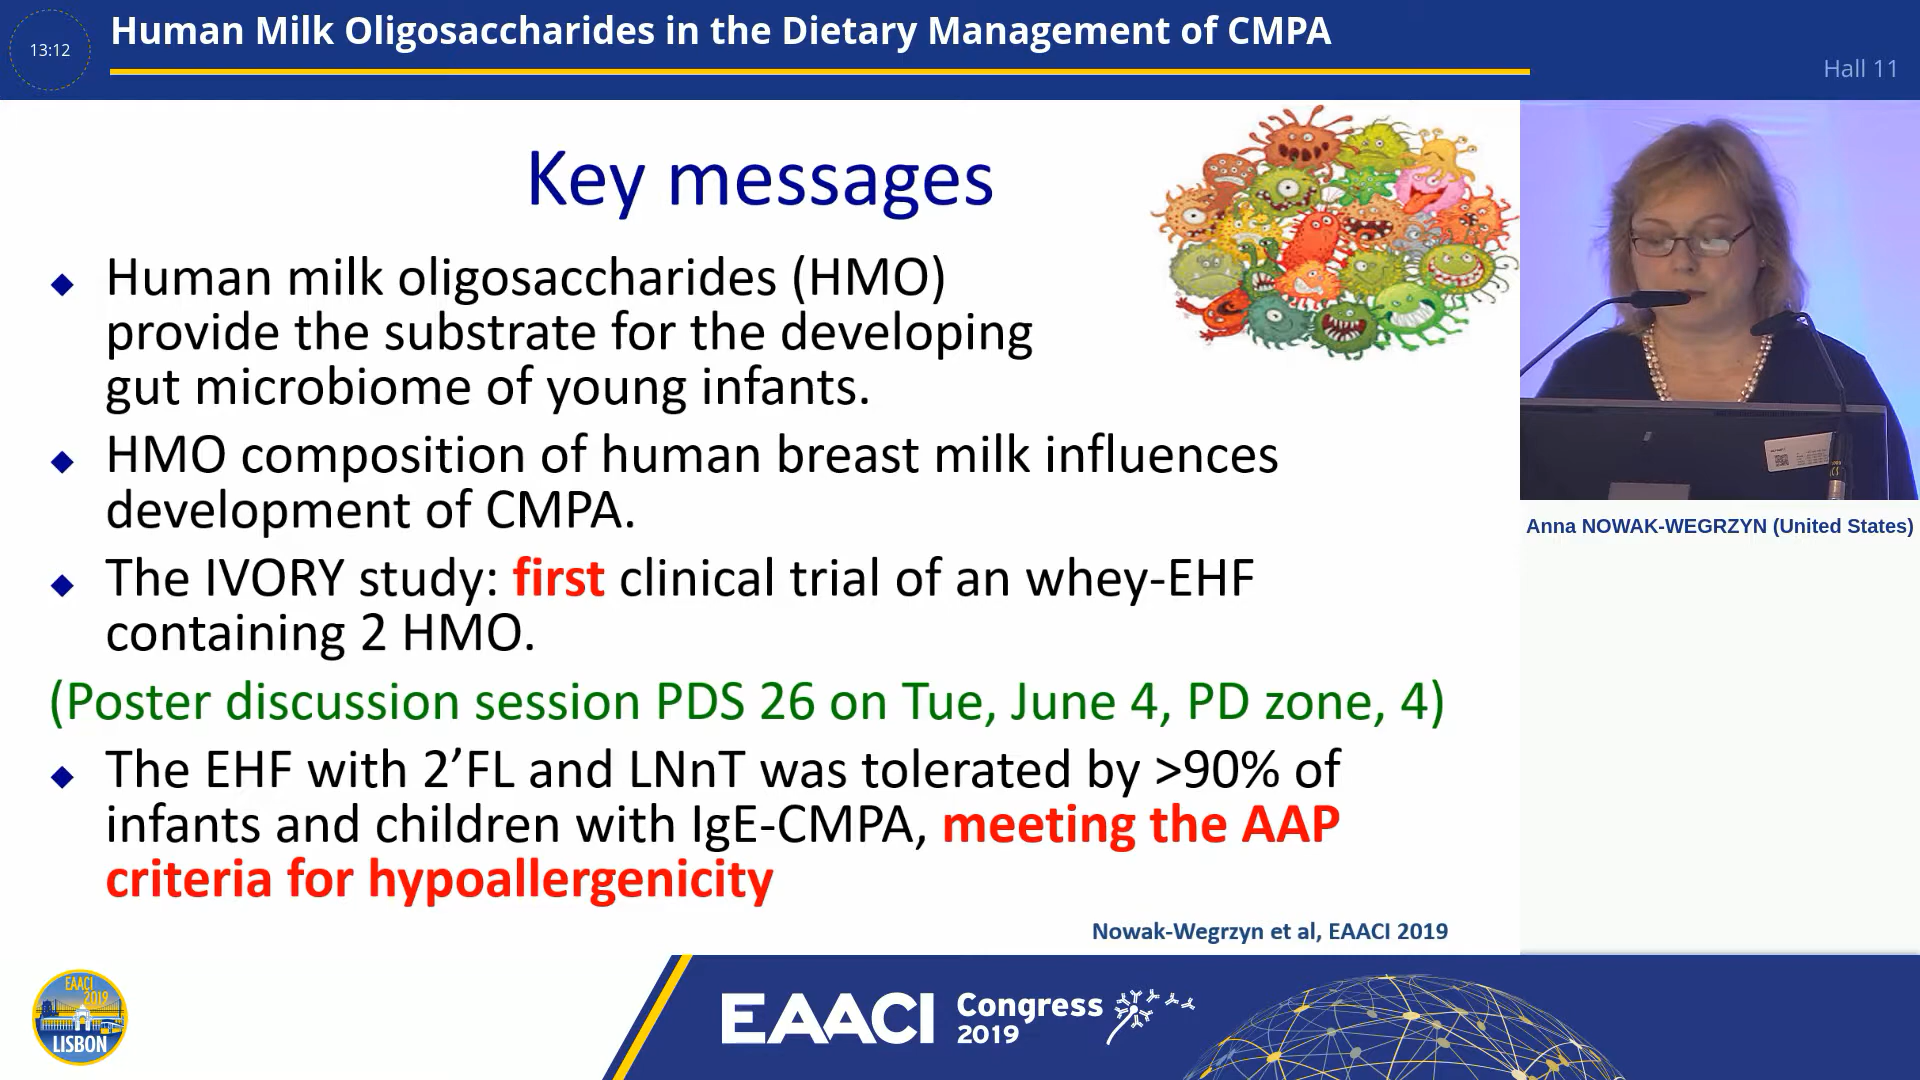 13:12
Human Milk Oligosaccharides in the Dietary Management of CMPA
Hall 11
Key messages
◆ Human milk oligosaccharides (HMO)
provide the substrate for the developing
gut microbiome of young infants.
◆ HMO composition of human breast milk influences
development of CMPA.
◆ The IVORY study: first clinical trial of an whey-EHF
containing 2 HMO.
(Poster discussion session PDS 26 on Tue, June 4, PD zone, 4)
◆ The EHF with 2’FL and LNnT was tolerated by >90% of
infants and children with IgE-CMPA, meeting the AAP
criteria for hypoallergenicity
Nowak-Wegrzyn et al, EAACI 2019
Anna NOWAK-WEGRZYN (United States)
EAACI
2019
LISBON
EAACI Congress
2019